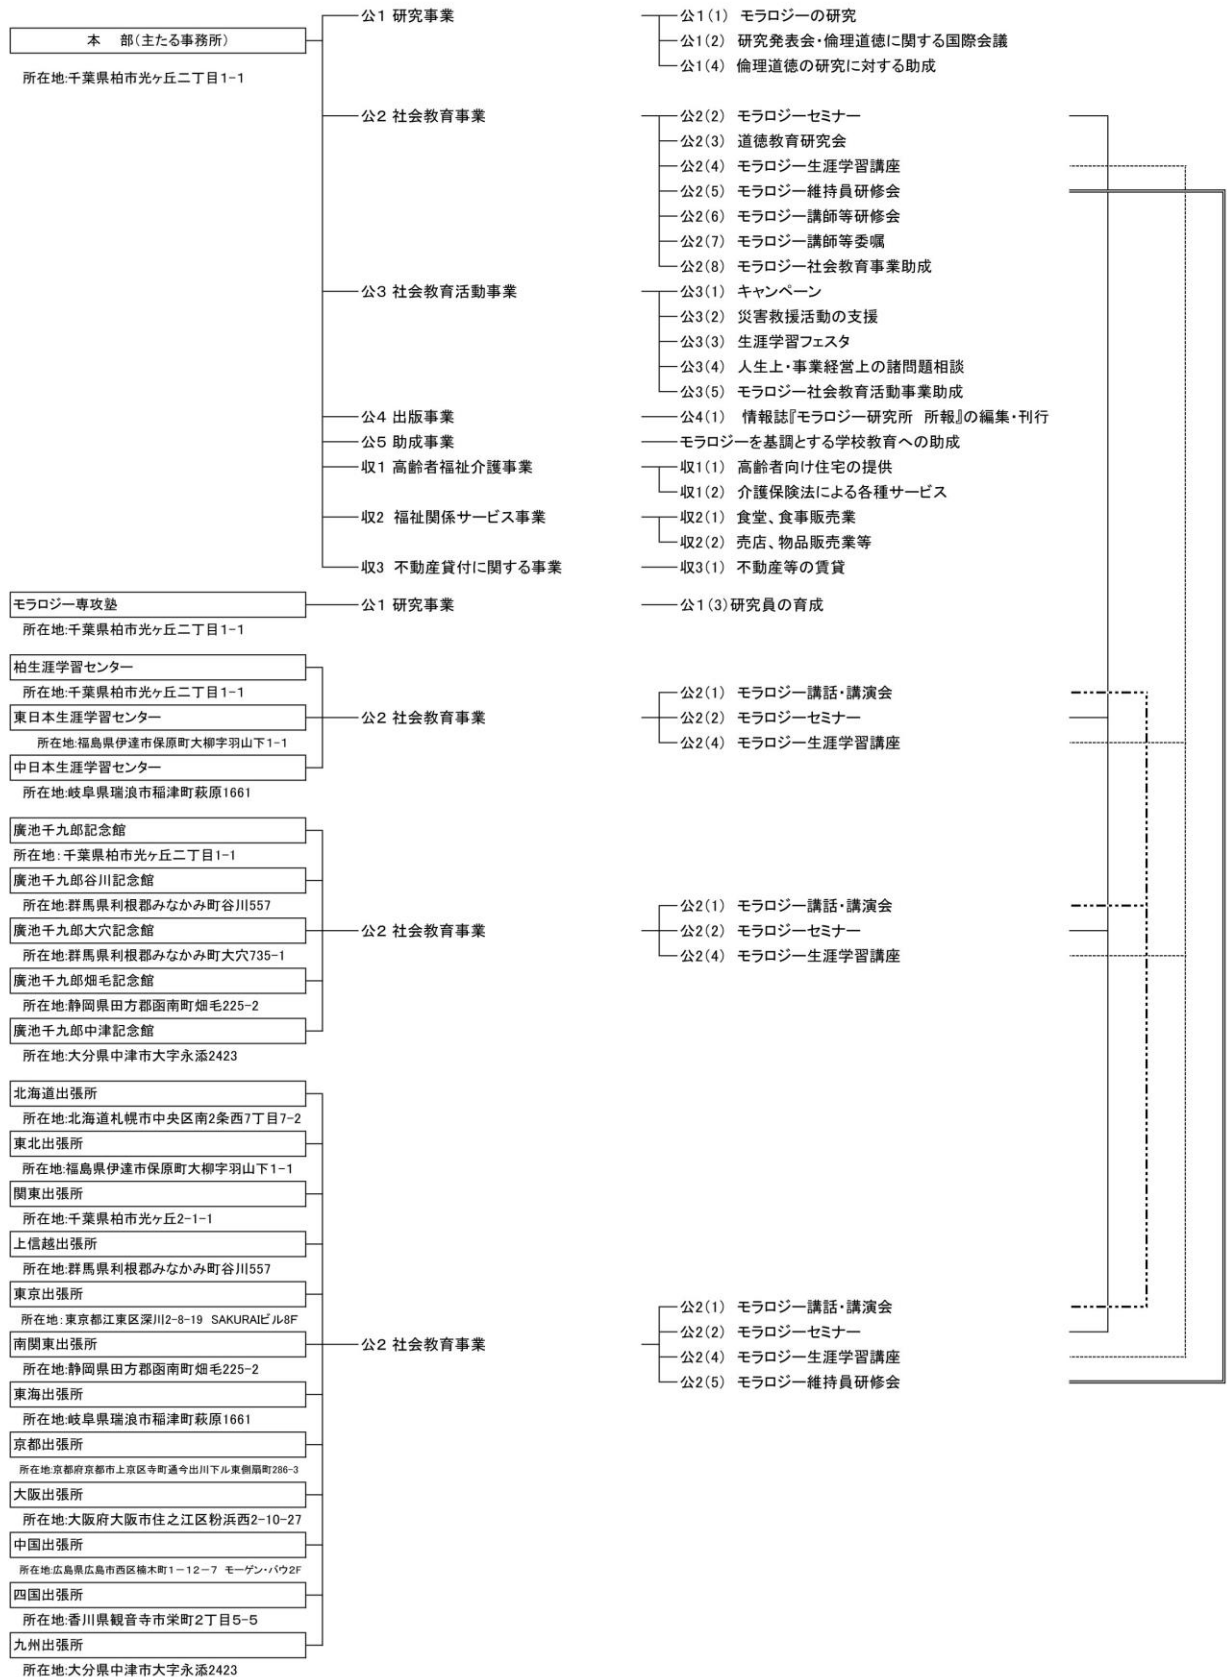 公1 研究事業
公1(1) モラロジーの研究
本 部(主たる事務所)
公1(2) 研究発表会・倫理道徳に関する国際会議
公1(4) 倫理道徳の研究に対する助成
所在地:千葉県柏市光ヶ丘二丁目1-1
公2 社会教育事業
公2(2) モラロジーセミナー
公2(3) 道徳教育研究会
公2(4) モラロジー生涯学習講座
公2(5) モラロジー維持員研修会
公2(6) モラロジー講師等研修会
公2(7) モラロジー講師等委嘱
公2(8) モラロジー社会教育事業助成
公3 社会教育活動事業
公3(1) キャンペーン
公3(2) 災害救援活動の支援
公3(3) 生涯学習フェスタ
公3(4) 人生上・事業経営上の諸問題相談
公3(5) モラロジー社会教育活動事業助成
公4 出版事業
公4(1) 情報誌『モラロジー研究所 所報』の編集・刊行
公5 助成事業
モラロジーを基調とする学校教育への助成
収1 高齢者福祉介護事業
収1(1) 高齢者向け住宅の提供
収1(2) 介護保険法による各種サービス
収2 福祉関係サービス事業
収2(1) 食堂、食事販売業
収2(2) 売店、物品販売業等
収3 不動産貸付に関する事業
収3(1) 不動産等の賃貸
モラロジー専攻塾
公1 研究事業
公1(3)研究員の育成
所在地:千葉県柏市光ヶ丘二丁目1-1
柏生涯学習センター
所在地:千葉県柏市光ヶ丘二丁目1-1
東日本生涯学習センター
所在地:福島県伊達市保原町大柳字羽山下1-1
中日本生涯学習センター
所在地:岐阜県瑞浪市稲津町萩原1661
公2 社会教育事業
公2(1) モラロジー講話・講演会
公2(2) モラロジーセミナー
公2(4) モラロジー生涯学習講座
廣池千九郎記念館
所在地:千葉県柏市光ヶ丘二丁目1-1
廣池千九郎谷川記念館
所在地:群馬県利根郡みなかみ町谷川557
廣池千九郎大穴記念館
所在地:群馬県利根郡みなかみ町大穴735-1
廣池千九郎畑毛記念館
所在地:静岡県田方郡函南町畑毛225-2
廣池千九郎中津記念館
所在地:大分県中津市大字永添2423
公2 社会教育事業
公2(1) モラロジー講話・講演会
公2(2) モラロジーセミナー
公2(4) モラロジー生涯学習講座
北海道出張所
所在地:北海道札幌市中央区南2条西7丁目7-2
東北出張所
所在地:福島県伊達市保原町大柳字羽山下1-1
関東出張所
所在地:千葉県柏市光ヶ丘2-1-1
上信越出張所
所在地:群馬県利根郡みなかみ町谷川557
東京出張所
所在地:東京都江東区深川2-8-19 SAKURAIビル8F
南関東出張所
所在地:静岡県田方郡函南町畑毛225-2
東海出張所
所在地:岐阜県瑞浪市稲津町萩原1661
京都出張所
所在地:京都府京都市上京区寺町通今出川下ル東側扇町286-3
大阪出張所
所在地:大阪府大阪市住之江区粉浜西2-10-27
中国出張所
所在地:広島県広島市西区楠木町1-12-7 モーゲン・バウ2F
四国出張所
所在地:香川県観音寺市栄町2丁目5-5
九州出張所
所在地:大分県中津市大字永添2423
公2 社会教育事業
公2(1) モラロジー講話・講演会
公2(2) モラロジーセミナー
公2(4) モラロジー生涯学習講座
公2(5) モラロジー維持員研修会